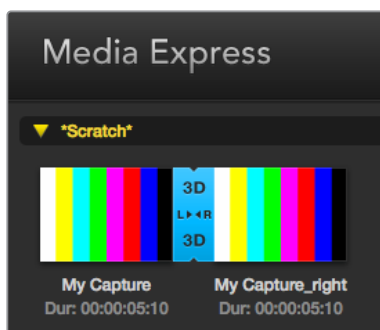 Media Express
*Scratch*
3D
L R
3D
My Capture
Dur: 00:00:05:10
My Capture_right
Dur: 00:00:05:10